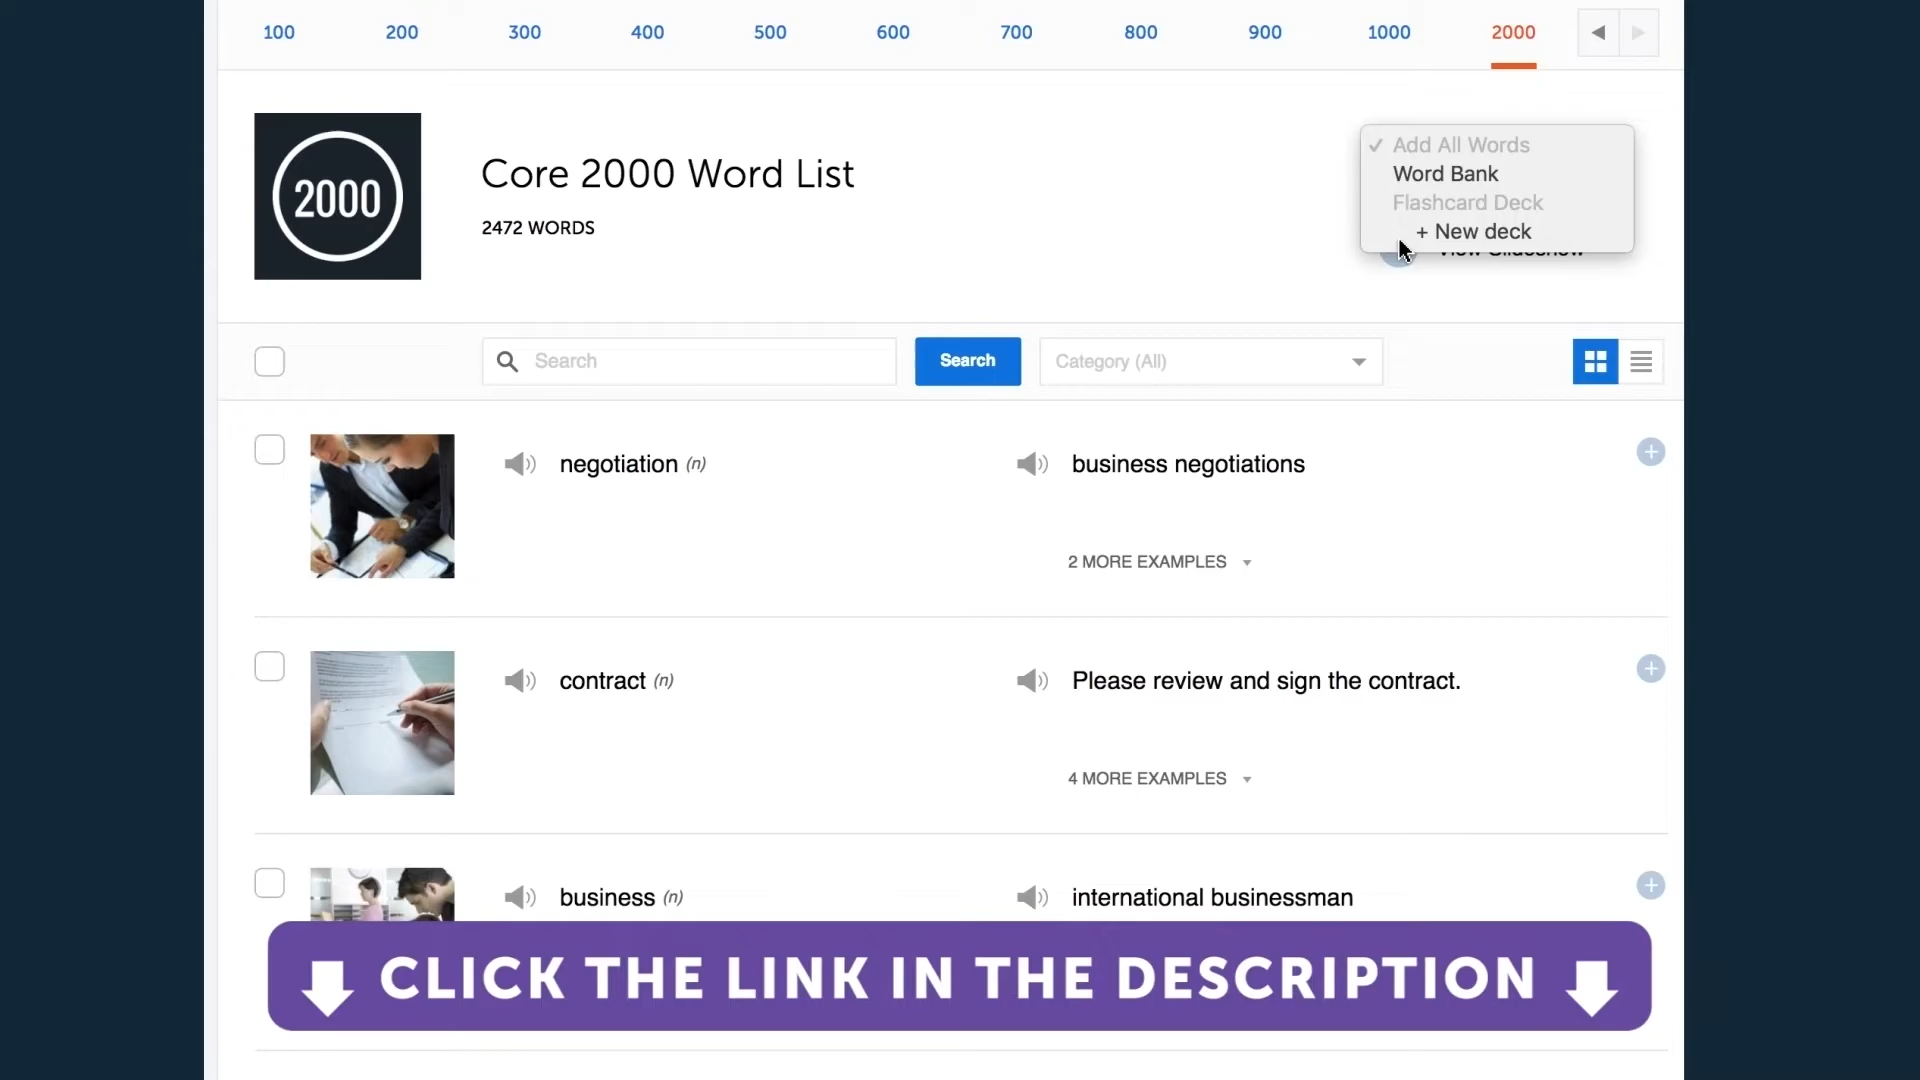 100 200 300 400 500 600 700 800 900 1000 2000
2000
Core 2000 Word List
2472 WORDS
✓ Add All Words
Word Bank
Flashcard Deck
+ New deck
View Slideshow
Search
Search
Category (All)
negotiation (n)
business negotiations
2 MORE EXAMPLES
contract (n)
Please review and sign the contract.
4 MORE EXAMPLES
business (n)
international businessman
CLICK THE LINK IN THE DESCRIPTION